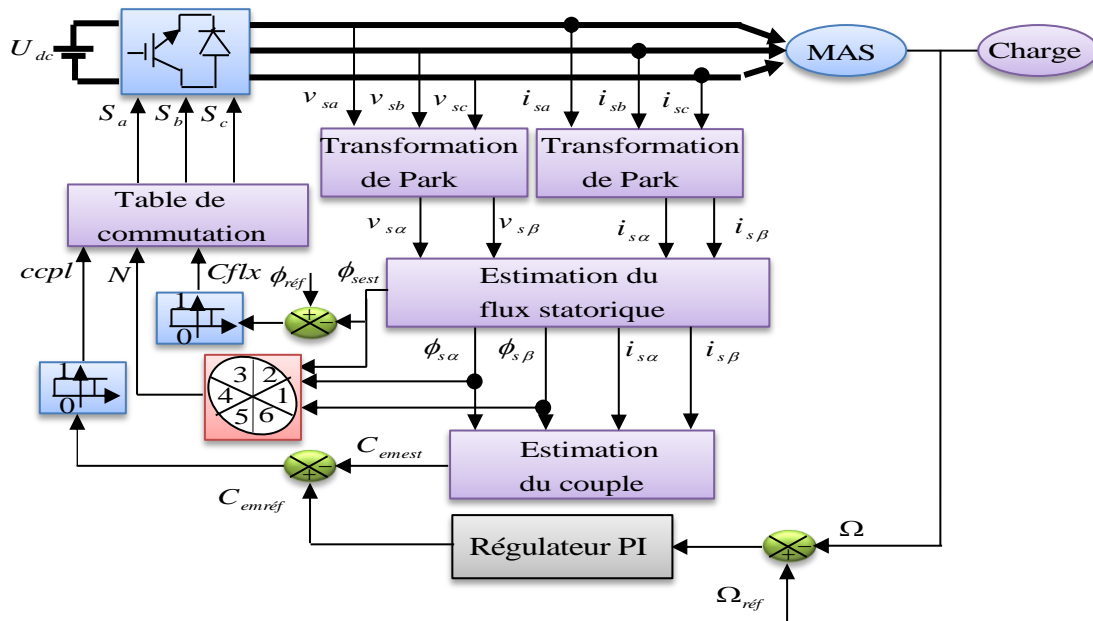 U dc
MAS
Charge
S a
S b
S c
v sa
v sb
v sc
i sa
i sb
i sc
Transformation
de Park
Transformation
de Park
Table de
commutation
v sα
v sβ
i sα
i sβ
ccpl
N
Cflx
ϕ réf
ϕ sest
Estimation du
flux statorique
1
0
+
−
ϕ sα
ϕ sβ
i sα
i sβ
1
0
3 2
4 1
5 6
Estimation
du couple
C emest
−
+
C emréf
Régulateur PI
Ω
−
+
Ω réf